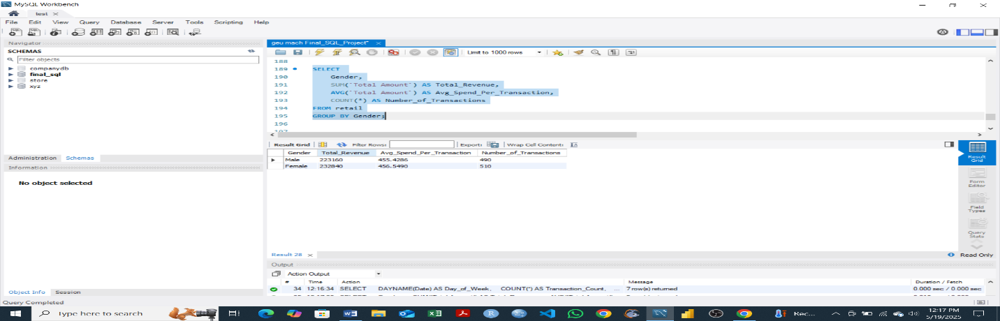 MySQL Workbench
test ×
File Edit View Query Database Server Tools Scripting Help
Navigator
SCHEMAS
Filter objects
companydb
final_sql
store
xyz
Administration Schemas
Information
No object selected
Object Info Session
Query Completed
geu mach Final_SQL_Project* ×
Limit to 1000 rows
188
189 SELECT
190 Gender,
191 SUM(`Total Amount`) AS Total_Revenue,
192 AVG(`Total Amount`) AS Avg_Spend_Per_Transaction,
193 COUNT(*) AS Number_of_Transactions
194 FROM retail
195 GROUP BY Gender;
196
197
Result Grid Filter Rows: Export: Wrap Cell Content:
Gender Total_Revenue Avg_Spend_Per_Transaction Number_of_Transactions
Male 223160 455.4286 490
Female 232840 456.5490 510
Result Grid
Form Editor
Field Types
Query Stats
Result 28 ×
Read Only
Output
Action Output
# Time Action Message Duration / Fetch
34 12:16:34 SELECT DAYNAME(Date) AS Day_of_Week, COUNT(*) AS Transaction_Count, ... 7 row(s) returned 0.000 sec / 0.000 sec
Type here to search
Rec...
12:17 PM
5/19/2025